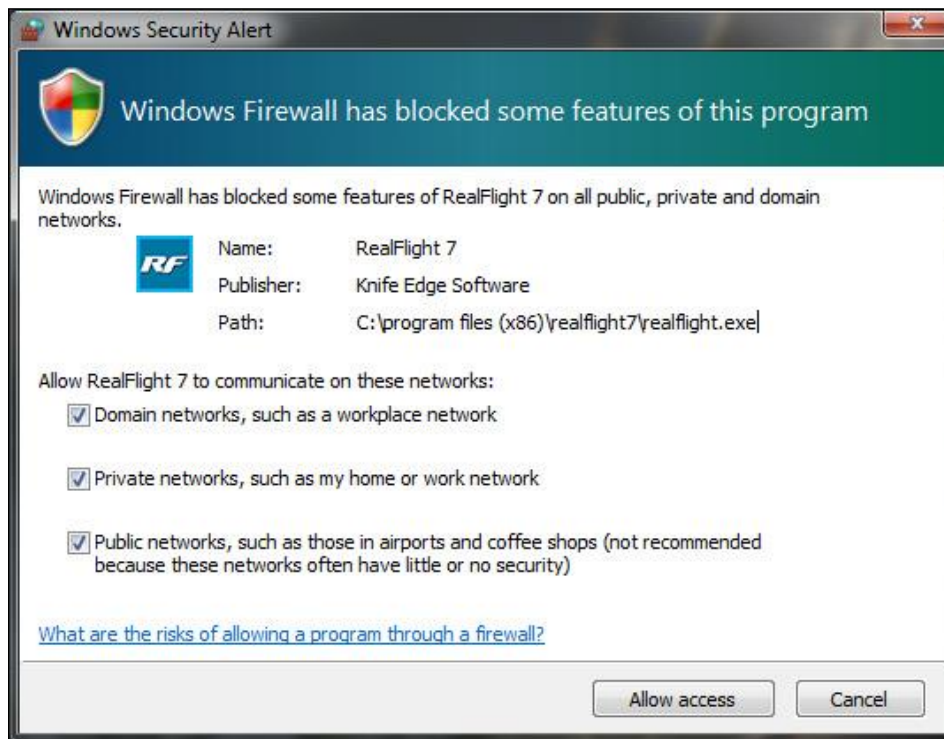 Windows Security Alert
Windows Firewall has blocked some features of this program
Windows Firewall has blocked some features of RealFlight 7 on all public, private and domain
networks.
RF
Name: RealFlight 7
Publisher: Knife Edge Software
Path: C:\program files (x86)\realflight7\realflight.exe
Allow RealFlight 7 to communicate on these networks:
Domain networks, such as a workplace network
Private networks, such as my home or work network
Public networks, such as those in airports and coffee shops (not recommended
because these networks often have little or no security)
What are the risks of allowing a program through a firewall?
Allow access Cancel